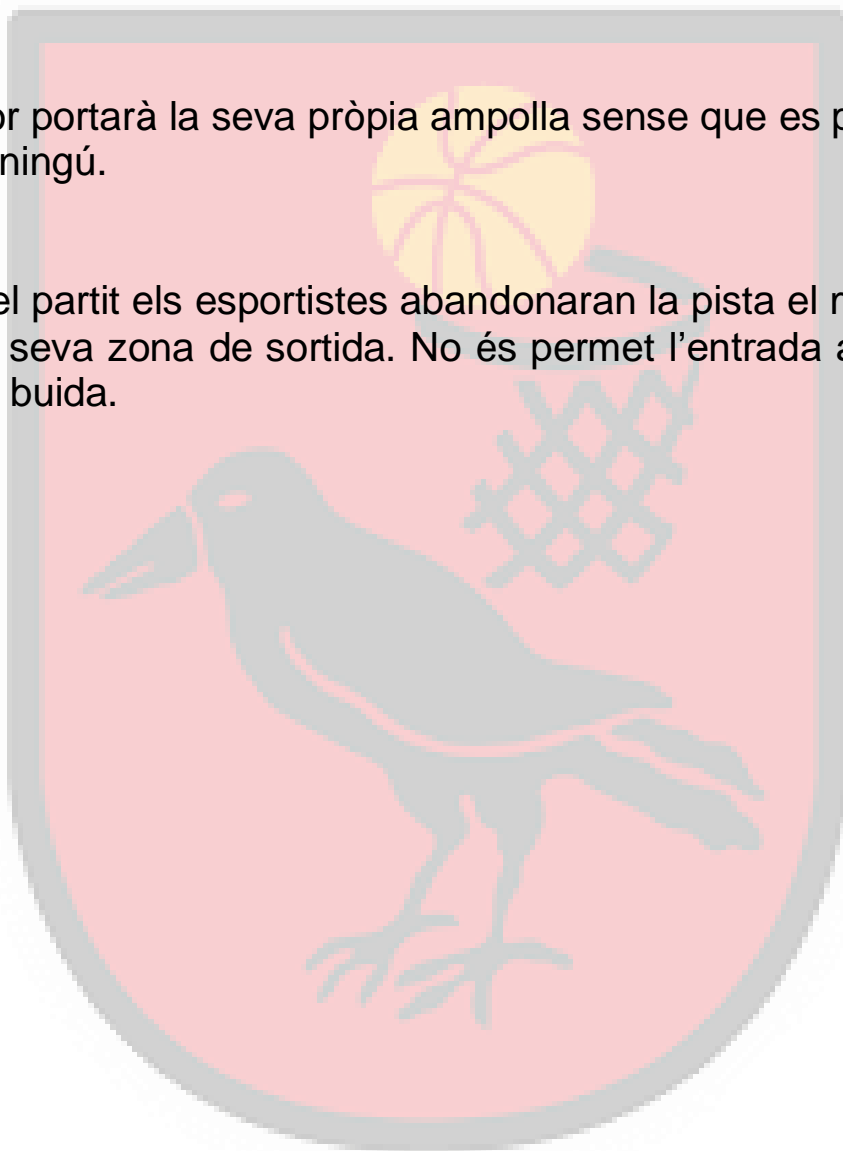 portarà la seva pròpia ampolla sense que es
ningú.
el partit els esportistes abandonaran la pista el
seva zona de sortida. No és permet l’entrada a
buida.